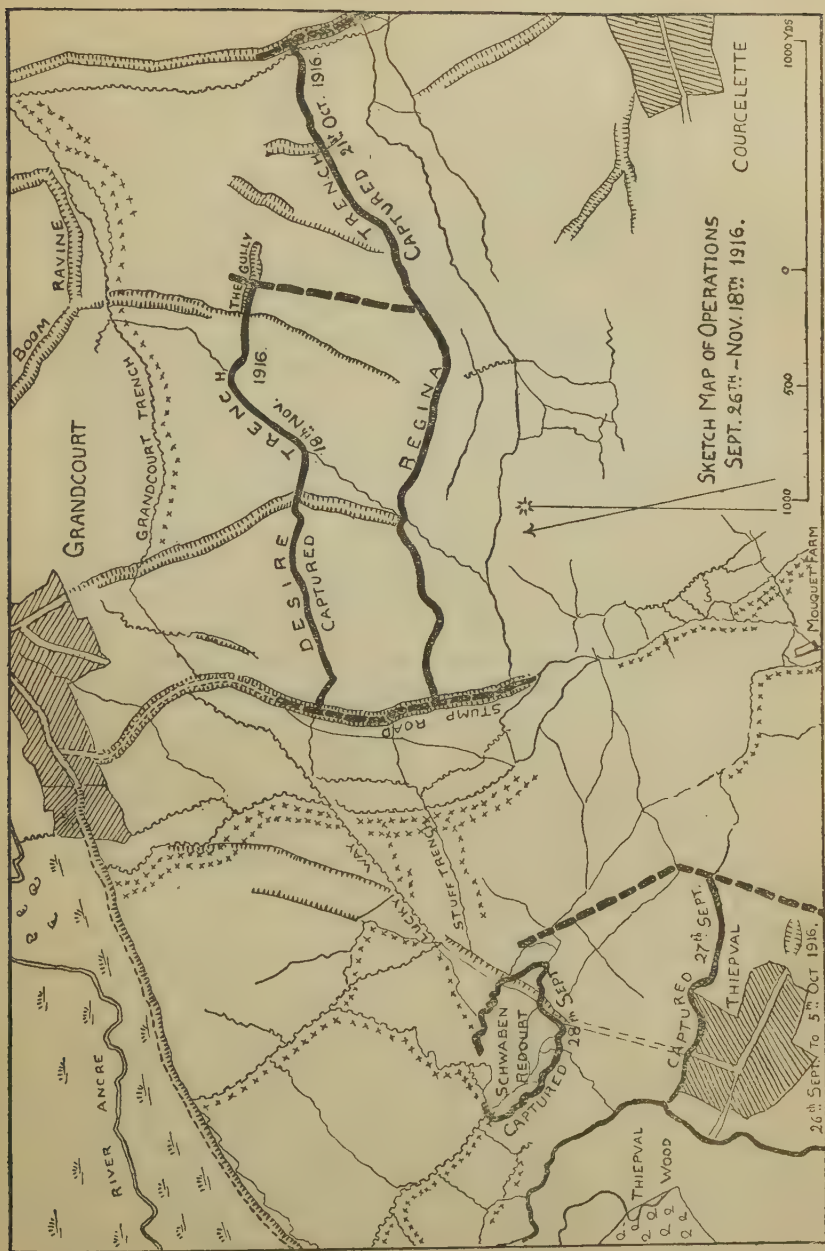 GRANDCOURT
BOOM
RAVINE
GRANDCOURT TRENCH
RIVER ANCRE
THE GULLY
DESIRE TRENCH
CAPTURED 18TH NOV. 1916.
REGINA TRENCH
CAPTURED 21ST OCT. 1916.
STUMP
ROAD
LUCKY WAY
STUFF TRENCH
SCHWABEN
REDOURT
CAPTURED 28TH SEPT
CAPTURED 27TH SEPT.
THIEPVAL
THIEPVAL
WOOD
26TH SEPT. TO 5TH OCT 1916.
MOUQUET FARM
COURCELETTE
SKETCH MAP OF OPERATIONS
SEPT. 26TH - NOV. 18TH 1916.
1000 500 0 1000 YDS